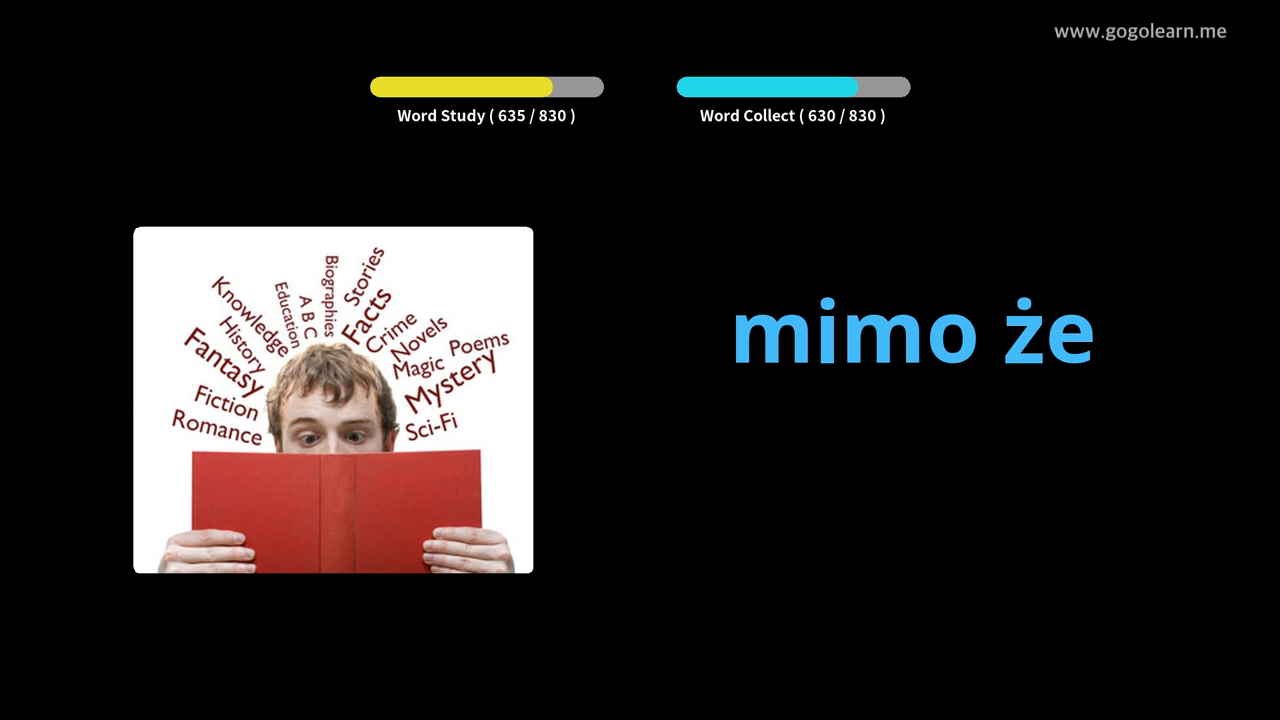 www.gogolearn.me
Word Study ( 635 / 830 )
Word Collect ( 630 / 830 )
mimo że
Stories
Biographies
Facts
Education
A B C
Knowledge
History
Crime
Novels
Poems
Fantasy
Magic
Mystery
Fiction
Romance
Sci-Fi